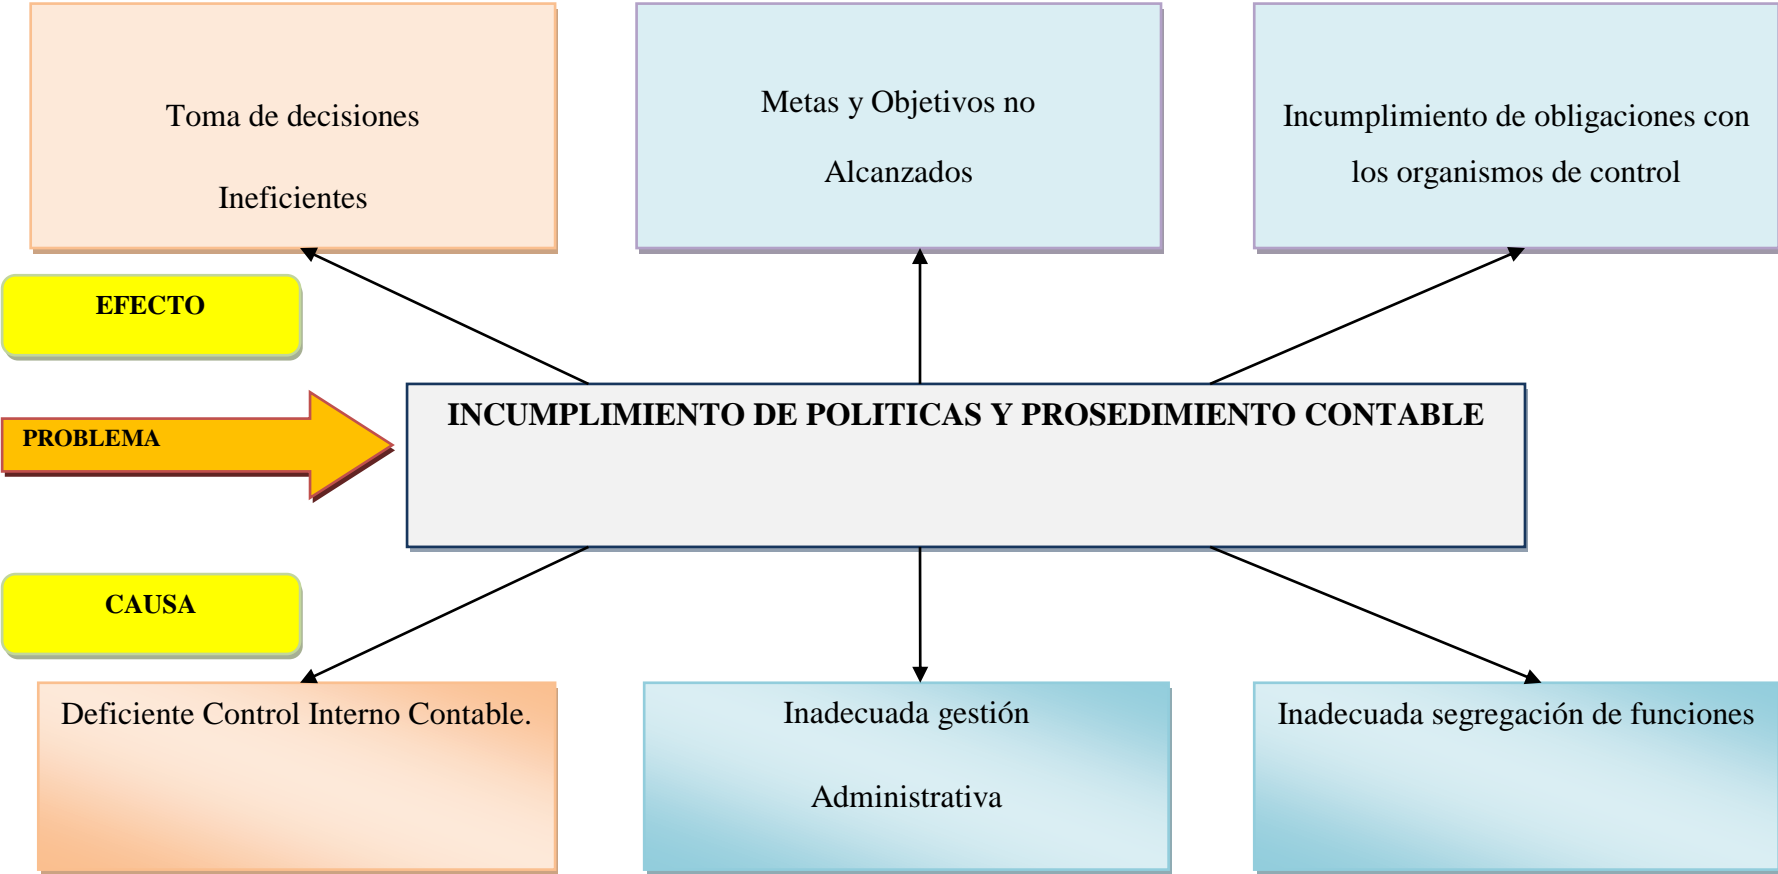 Toma de decisiones
Ineficientes
Metas y Objetivos no
Alcanzados
Incumplimiento de obligaciones con
los organismos de control
EFECTO
INCUMPLIMIENTO DE POLITICAS Y PROSEDIMIENTO CONTABLE
PROBLEMA
CAUSA
Deficiente Control Interno Contable.
Inadecuada gestión
Administrativa
Inadecuada segregación de funciones